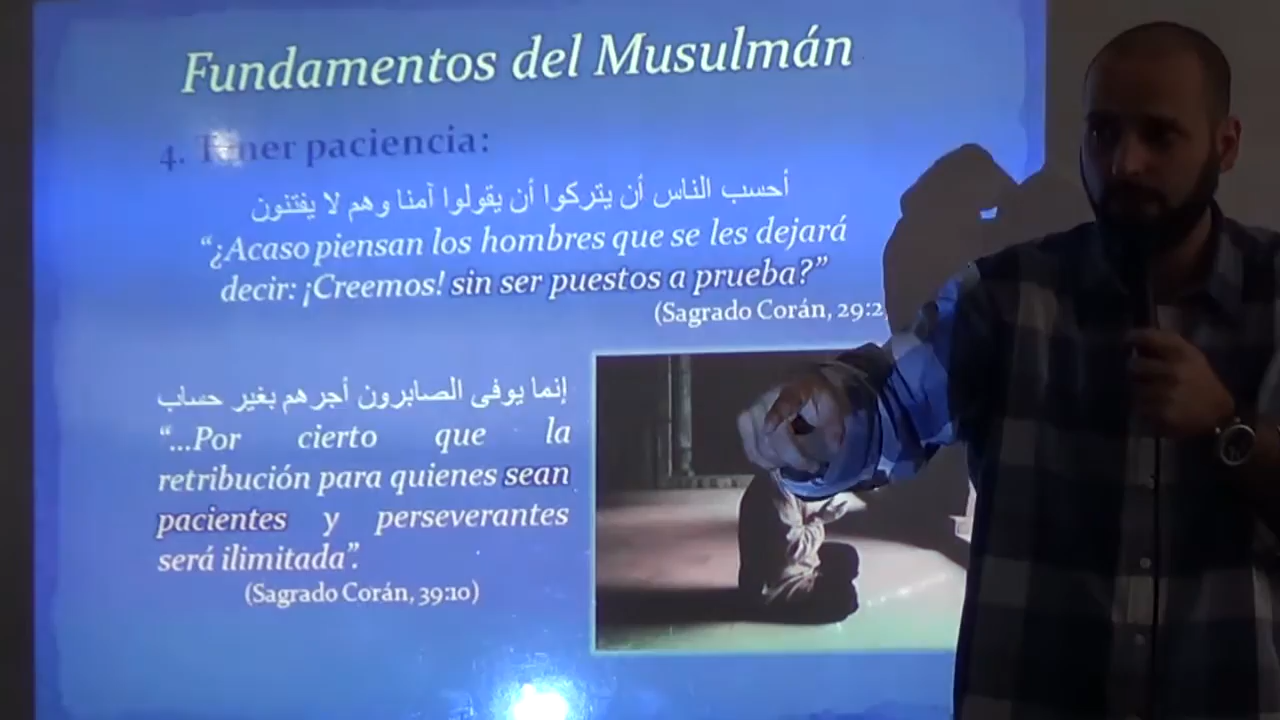 Fundamentos del Musulmán
4. Tener paciencia:
أحسب الناس أن يتركوا أن يقولوا آمنا وهم لا يفتنون
“¿Acaso piensan los hombres que se les dejará
decir: ¡Creemos! sin ser puestos a prueba?”
(Sagrado Corán, 29:2
إنما يوفى الصابرون أجرهم بغير حساب
“...Por cierto que la
retribución para quienes sean
pacientes y perseverantes
será ilimitada”.
(Sagrado Corán, 39:10)